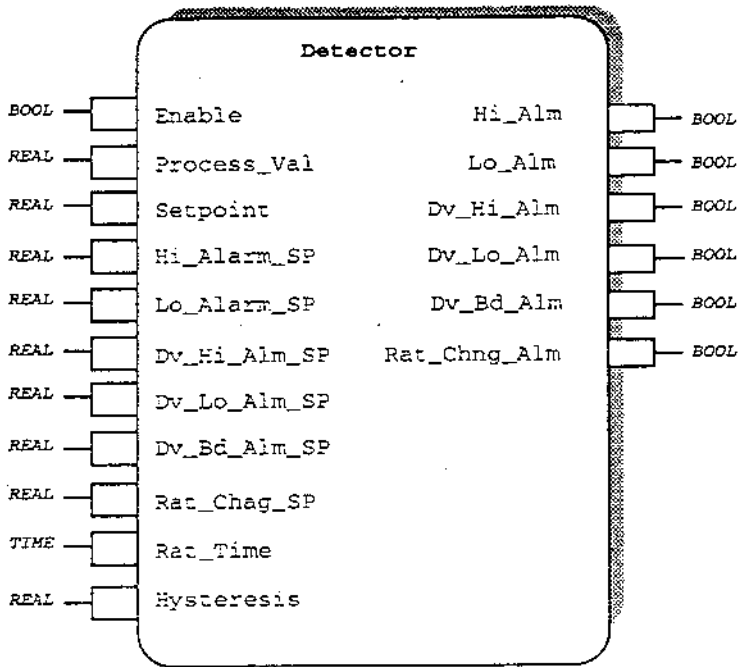 Detector
BOOL Enable Hi_Alm BOOL
REAL Process_Val Lo_Alm BOOL
REAL Setpoint Dv_Hi_Alm BOOL
REAL Hi_Alarm_SP Dv_Lo_Alm BOOL
REAL Lo_Alarm_SP Dv_Bd_Alm BOOL
REAL Dv_Hi_Alm_SP Rat_Chng_Alm BOOL
REAL Dv_Lo_Alm_SP
REAL Dv_Bd_Alm_SP
REAL Rat_Chag_SP
TIME Rat_Time
REAL Hysteresis